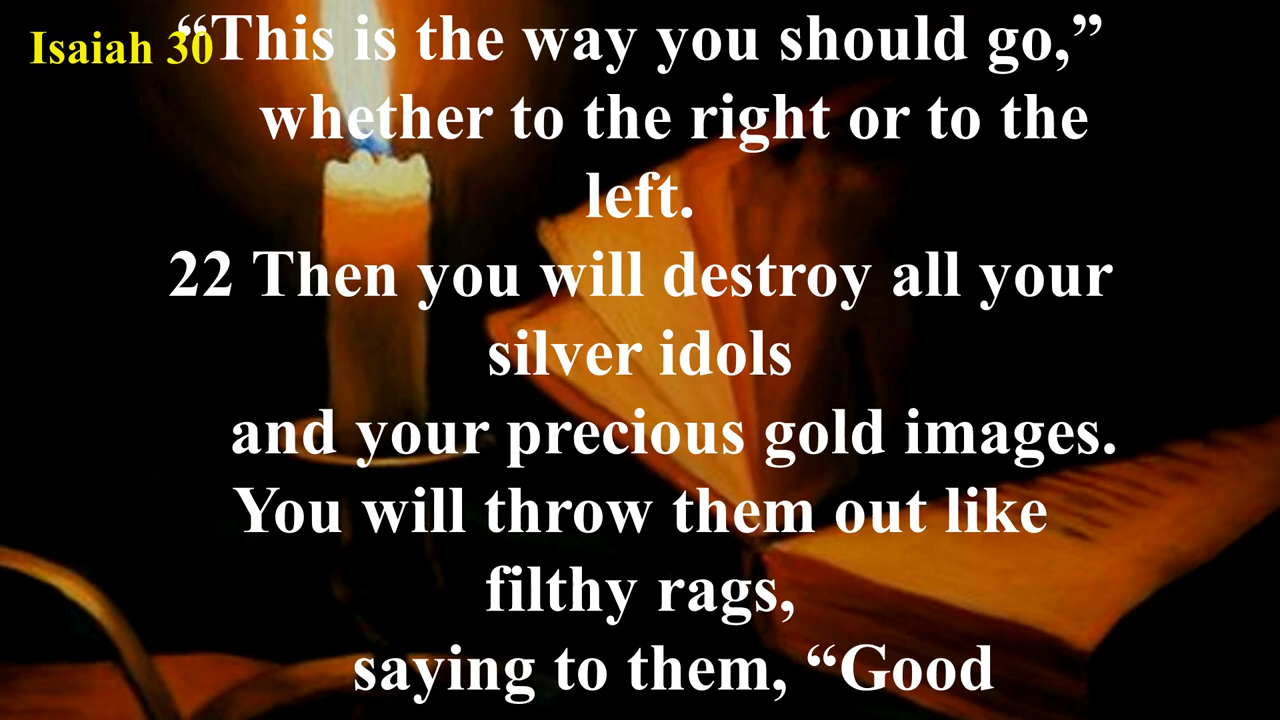 Isaiah 30
“This is the way you should go,”
whether to the right or to the
left.
22 Then you will destroy all your
silver idols
and your precious gold images.
You will throw them out like
filthy rags,
saying to them, “Good